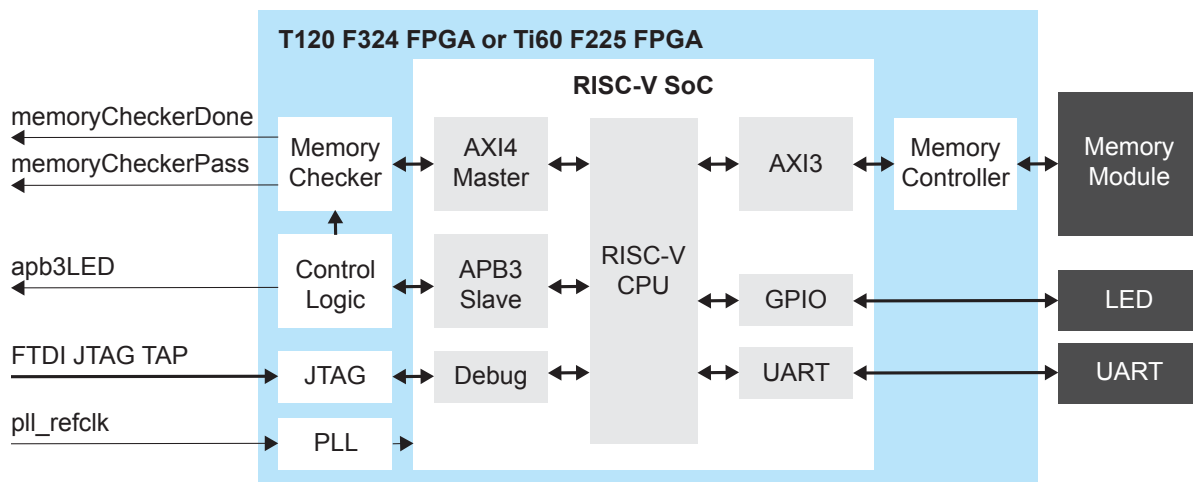 T120 F324 FPGA or Ti60 F225 FPGA
RISC-V SoC
memoryCheckerDone
memoryCheckerPass
Memory
Checker
AXI4
Master
AXI3
Memory
Controller
Memory
Module
RISC-V
CPU
apb3LED
Control
Logic
APB3
Slave
GPIO
LED
FTDI JTAG TAP
JTAG
Debug
UART
UART
pll_refclk
PLL